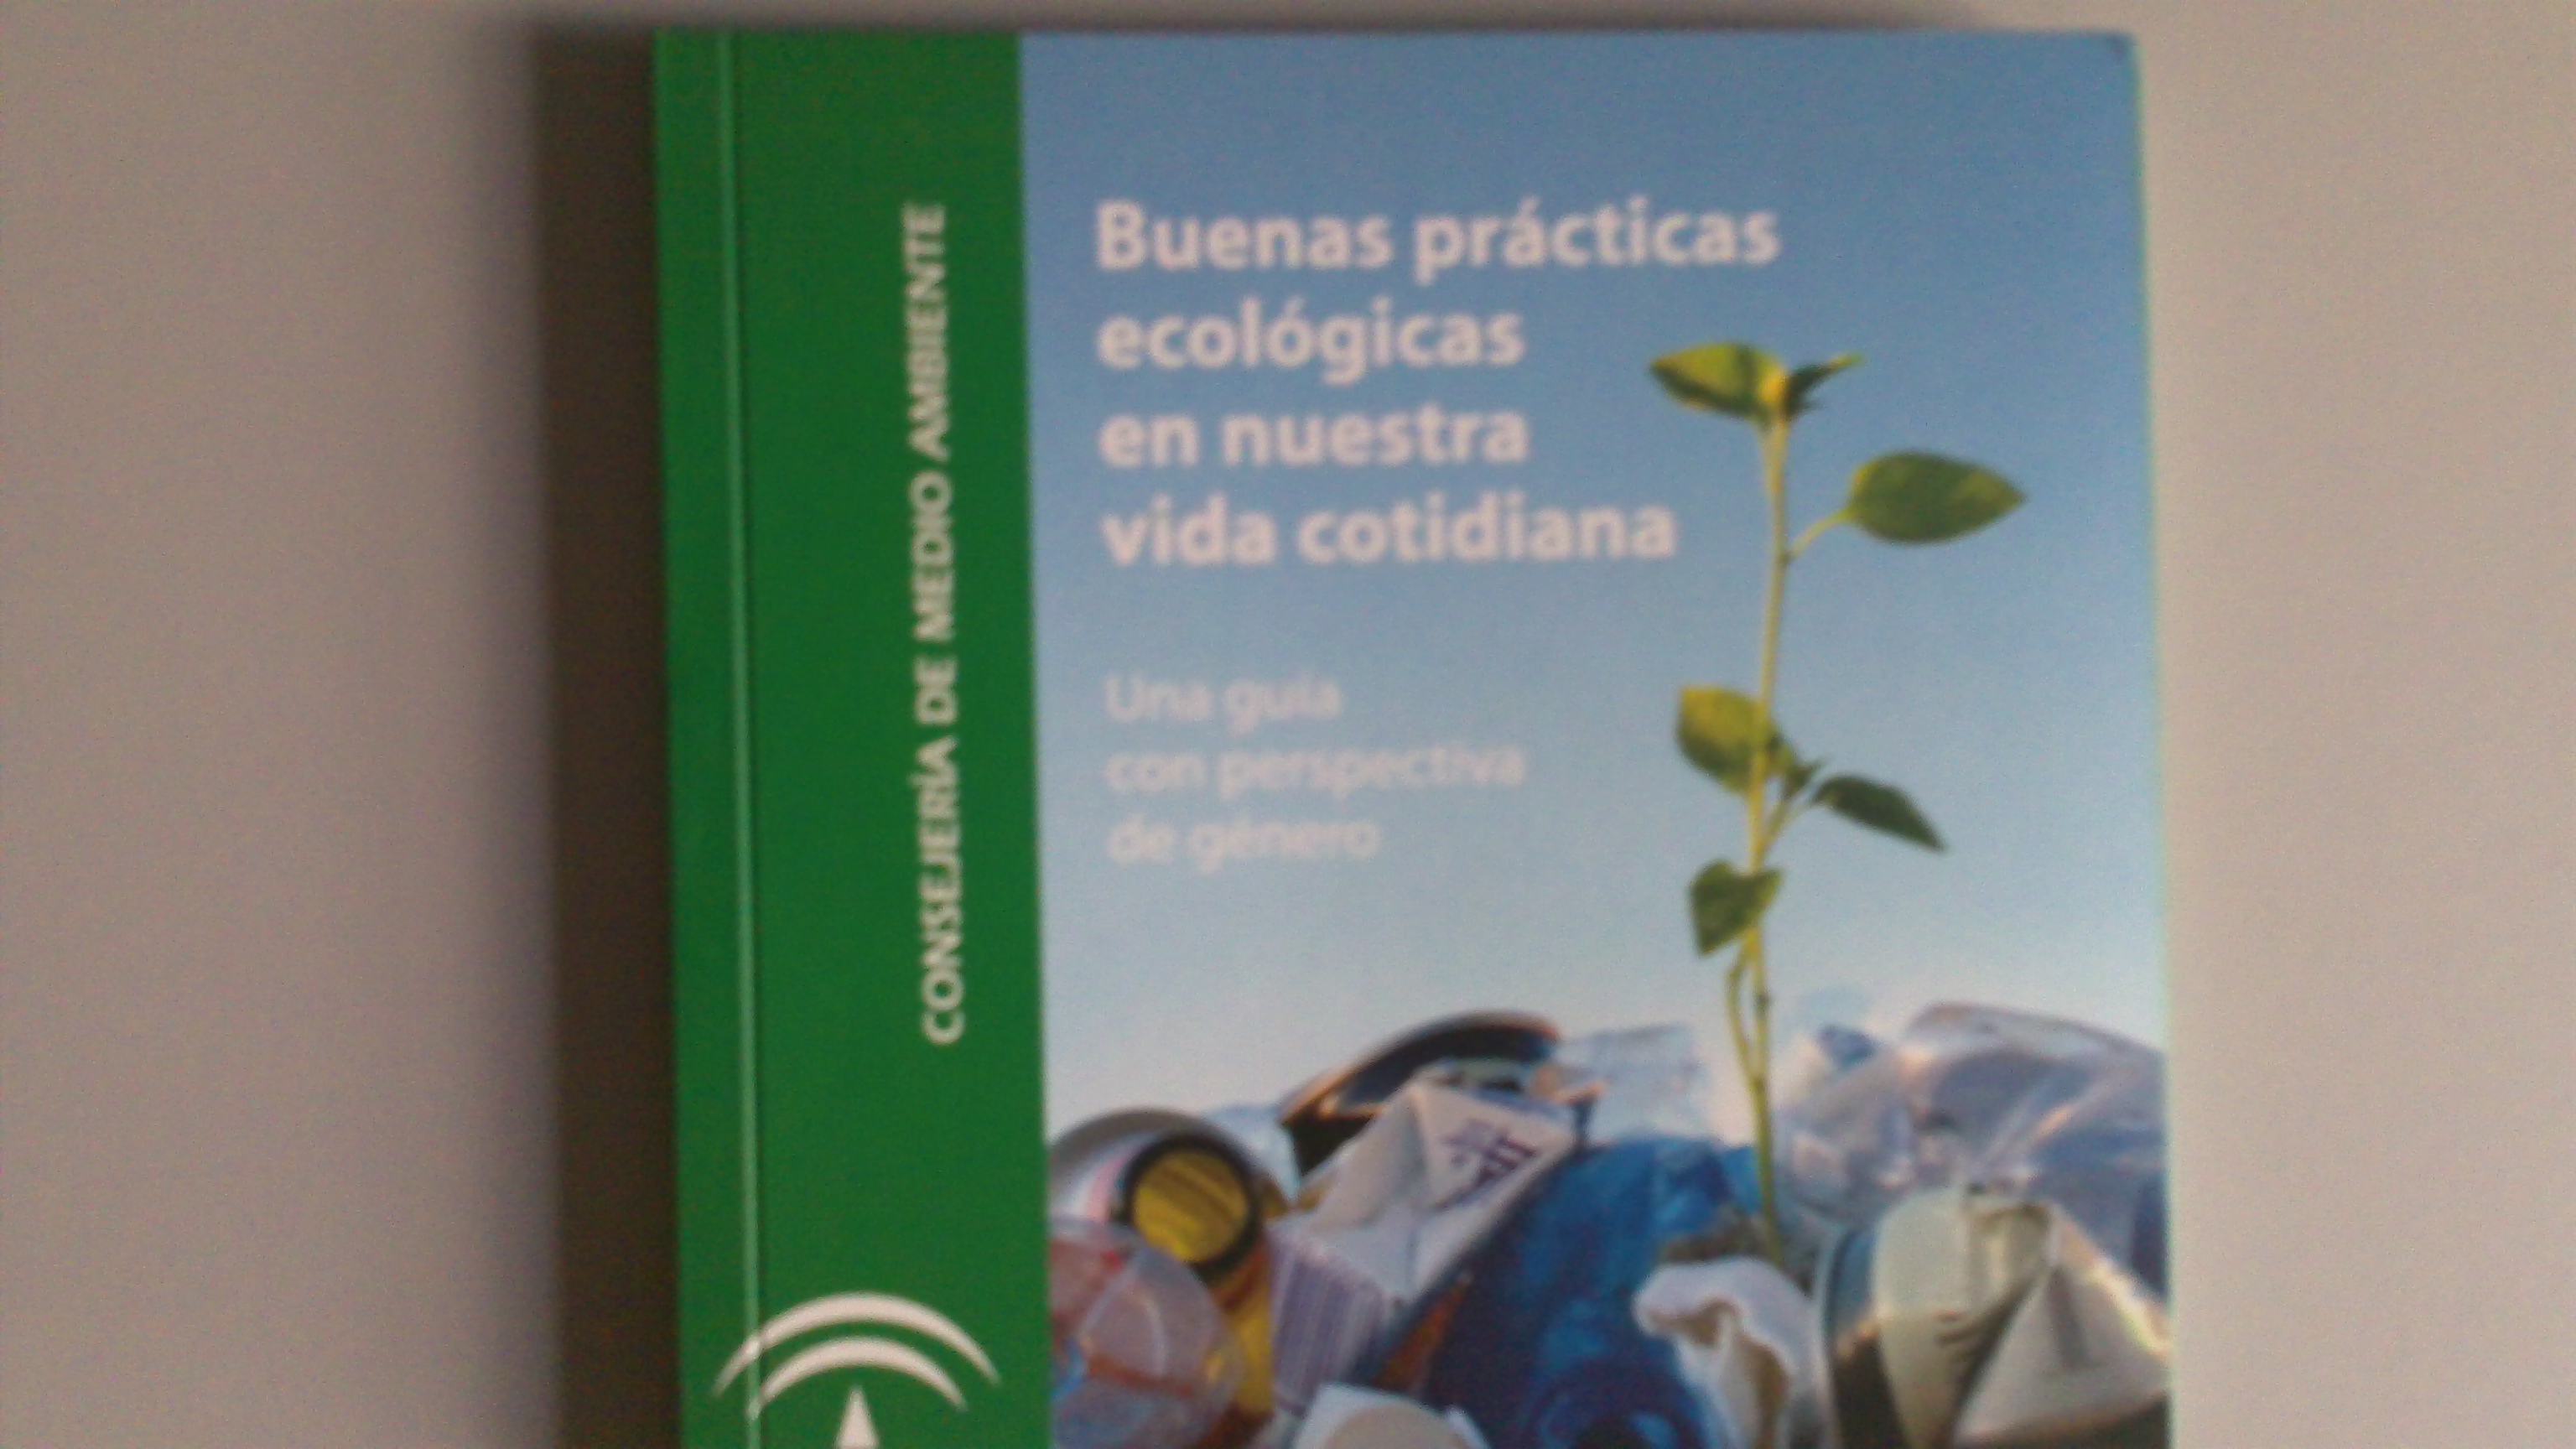 CONSEJERÍA DE MEDIO AMBIENTE
Buenas prácticas
ecológicas
en nuestra
vida cotidiana
Una guía
con perspectiva
de género